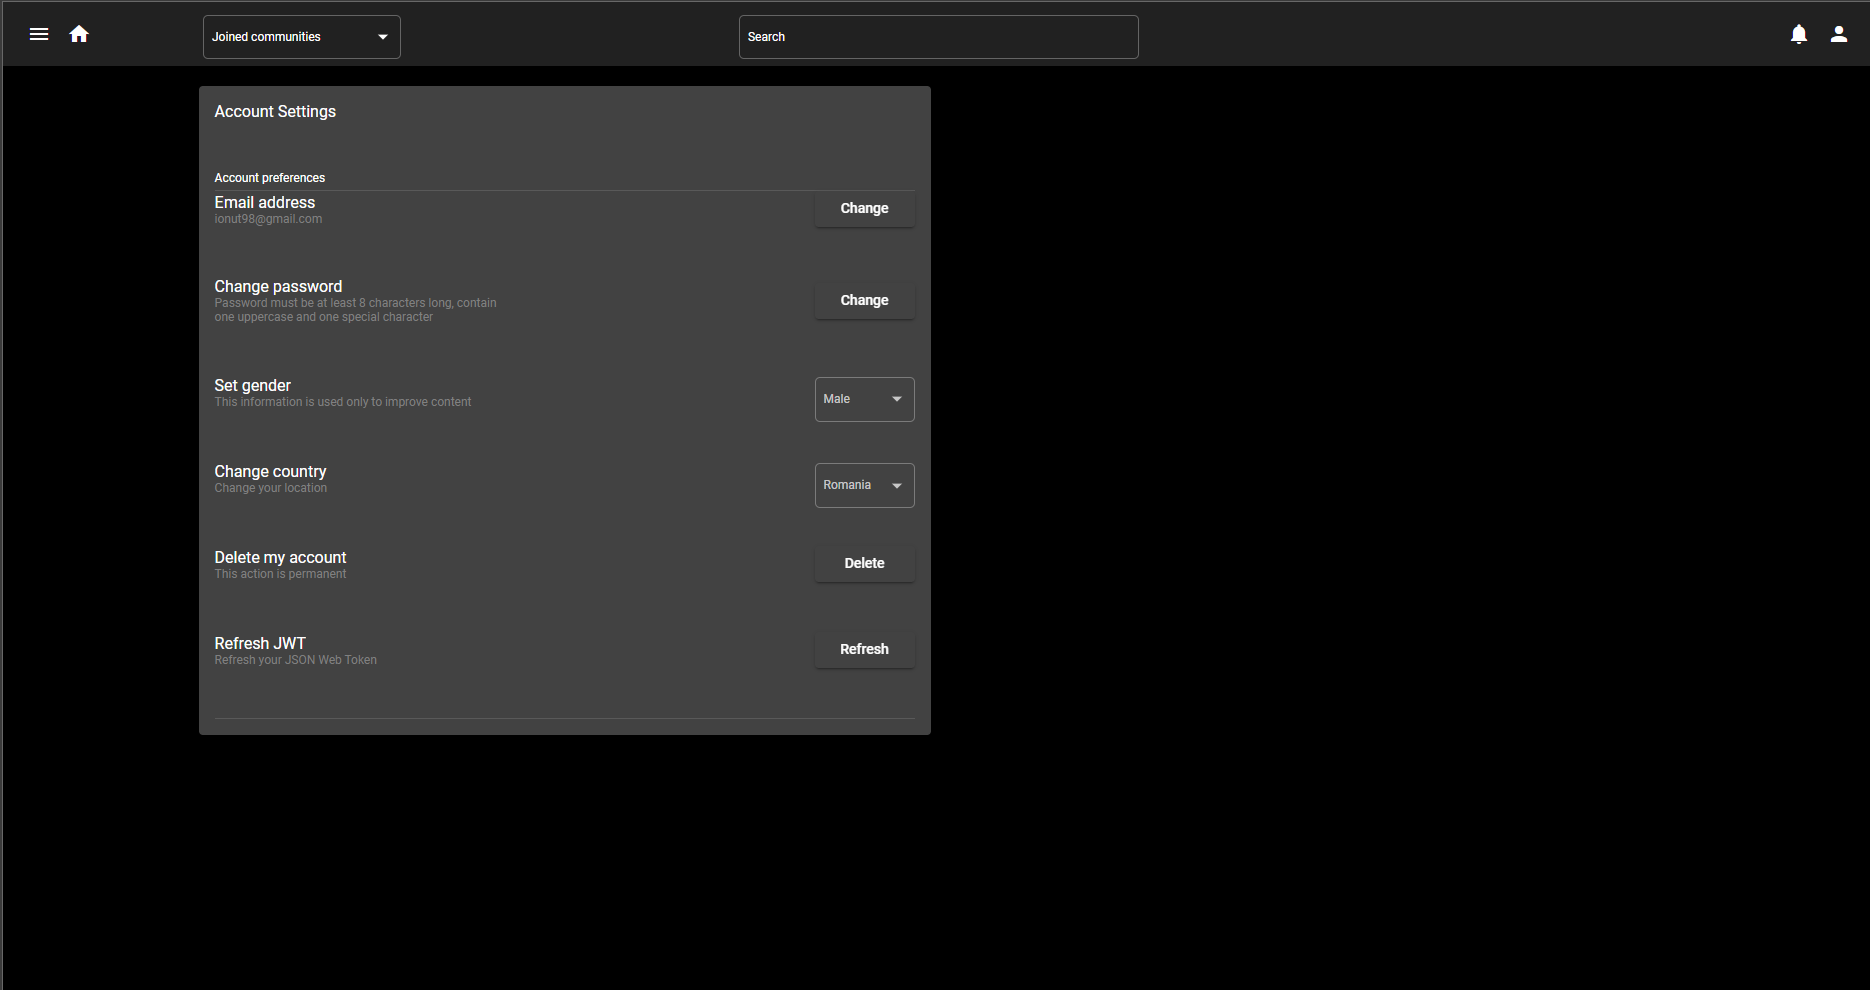 Joined communities
Search
Account Settings
Account preferences
Email address
ionut98@gmail.com
Change
Change password
Password must be at least 8 characters long, contain
one uppercase and one special character
Change
Set gender
This information is used only to improve content
Male
Change country
Change your location
Romania
Delete my account
This action is permanent
Delete
Refresh JWT
Refresh your JSON Web Token
Refresh